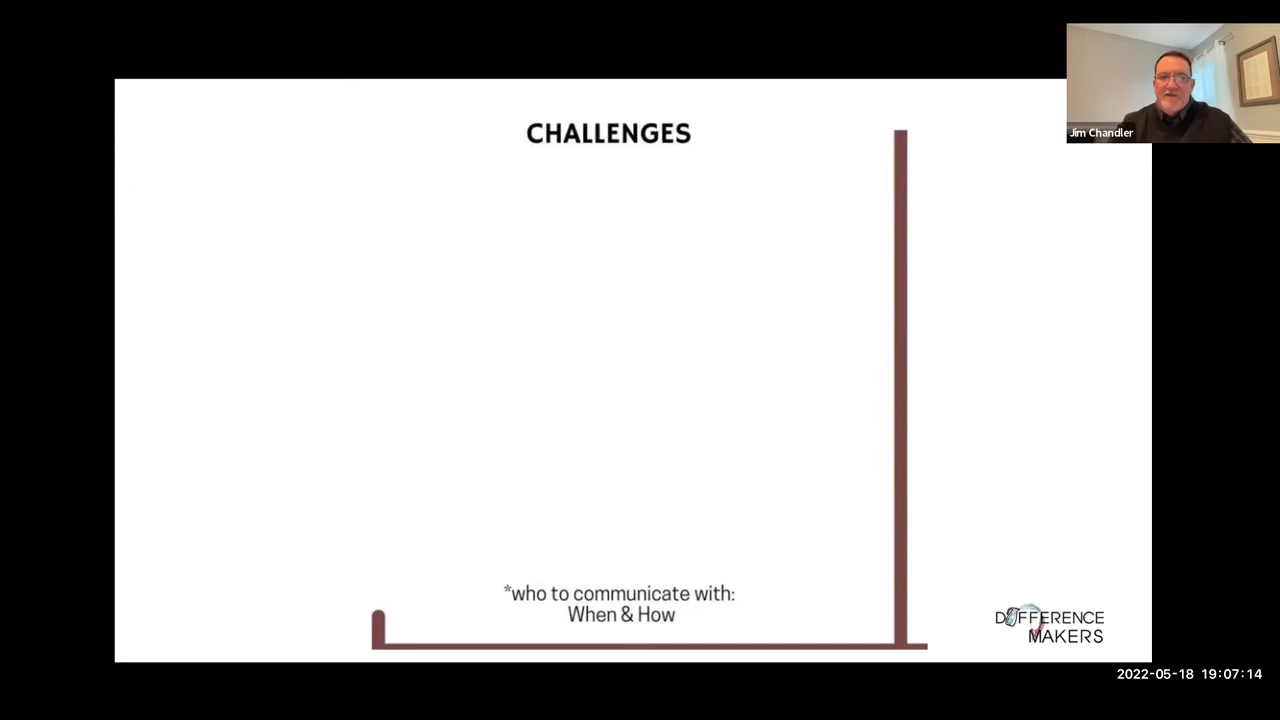 CHALLENGES
Jim Chandler
*who to communicate with:
When & How
DIFFERENCE
MAKERS
2022-05-18 19:07:14